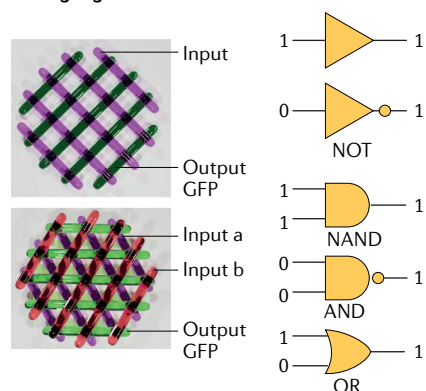 Input
Output
GFP
Input a
Input b
Output
GFP
1 1
0 1
NOT
1
1
1
NAND
0
0
1
AND
1
0
1
OR